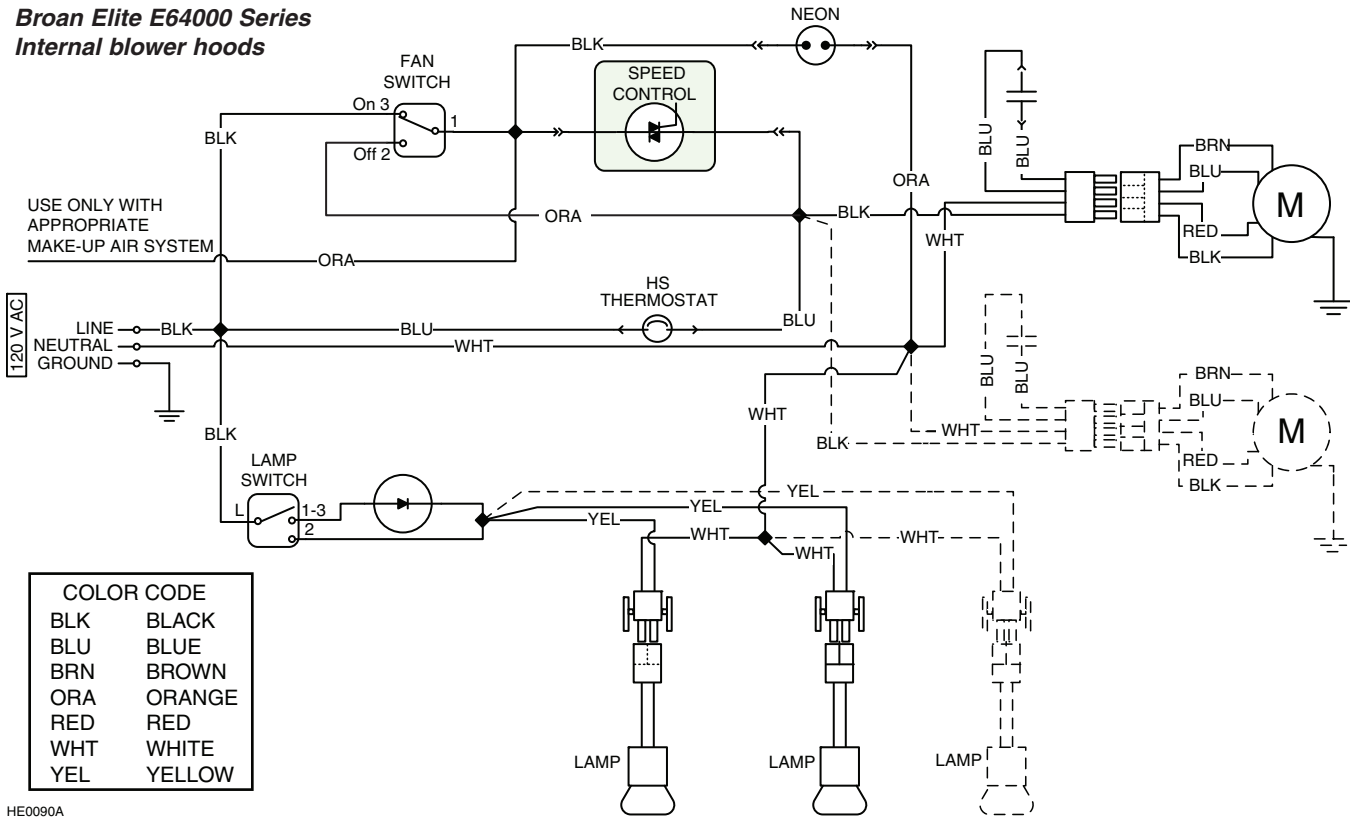 Broan Elite E64000 Series
Internal blower hoods
NEON
BLK
FAN
SWITCH
SPEED
CONTROL
On 3
1
BLK
Off 2
BLU
BLU
BRN
BLU
M
ORA
USE ONLY WITH
APPROPRIATE
MAKE-UP AIR SYSTEM
ORA
BLK
RED
WHT
BLK
ORA
HS
THERMOSTAT
120 V AC
LINE
BLK
BLU
BLU
NEUTRAL
WHT
GROUND
BLU
BLU
BRN
BLU
M
WHT
BLK
BLK
WHT
RED
BLK
LAMP
SWITCH
L
1-3
2
YEL
YEL
YEL
WHT
WHT
WHT
COLOR CODE
BLK BLACK
BLU BLUE
BRN BROWN
ORA ORANGE
RED RED
WHT WHITE
YEL YELLOW
LAMP
LAMP
LAMP
HE0090A